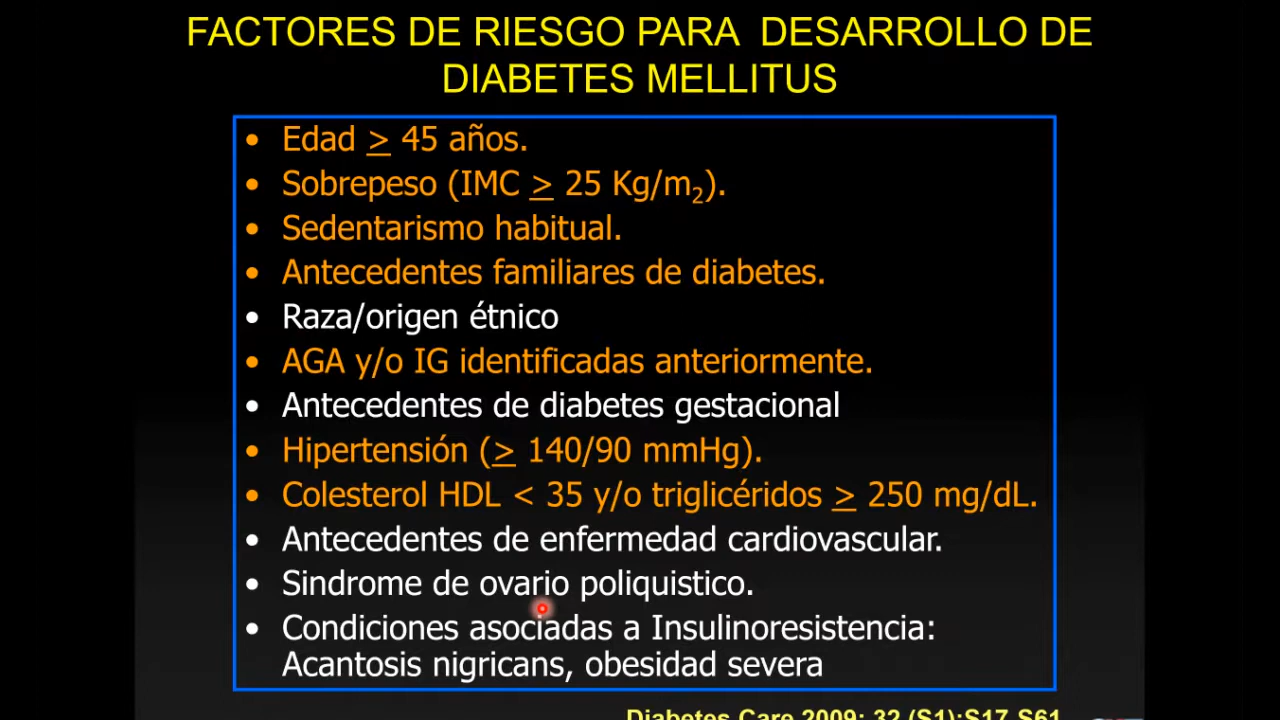 FACTORES DE RIESGO PARA DESARROLLO DE
DIABETES MELLITUS
• Edad ≥ 45 años.
• Sobrepeso (IMC ≥ 25 Kg/m₂).
• Sedentarismo habitual.
• Antecedentes familiares de diabetes.
• Raza/origen étnico
• AGA y/o IG identificadas anteriormente.
• Antecedentes de diabetes gestacional
• Hipertensión (≥ 140/90 mmHg).
• Colesterol HDL < 35 y/o triglicéridos ≥ 250 mg/dL.
• Antecedentes de enfermedad cardiovascular.
• Sindrome de ovario poliquistico.
• Condiciones asociadas a Insulinoresistencia:
Acantosis nigricans, obesidad severa
Diabetes Care 2009; 32 (S1):S17-S61